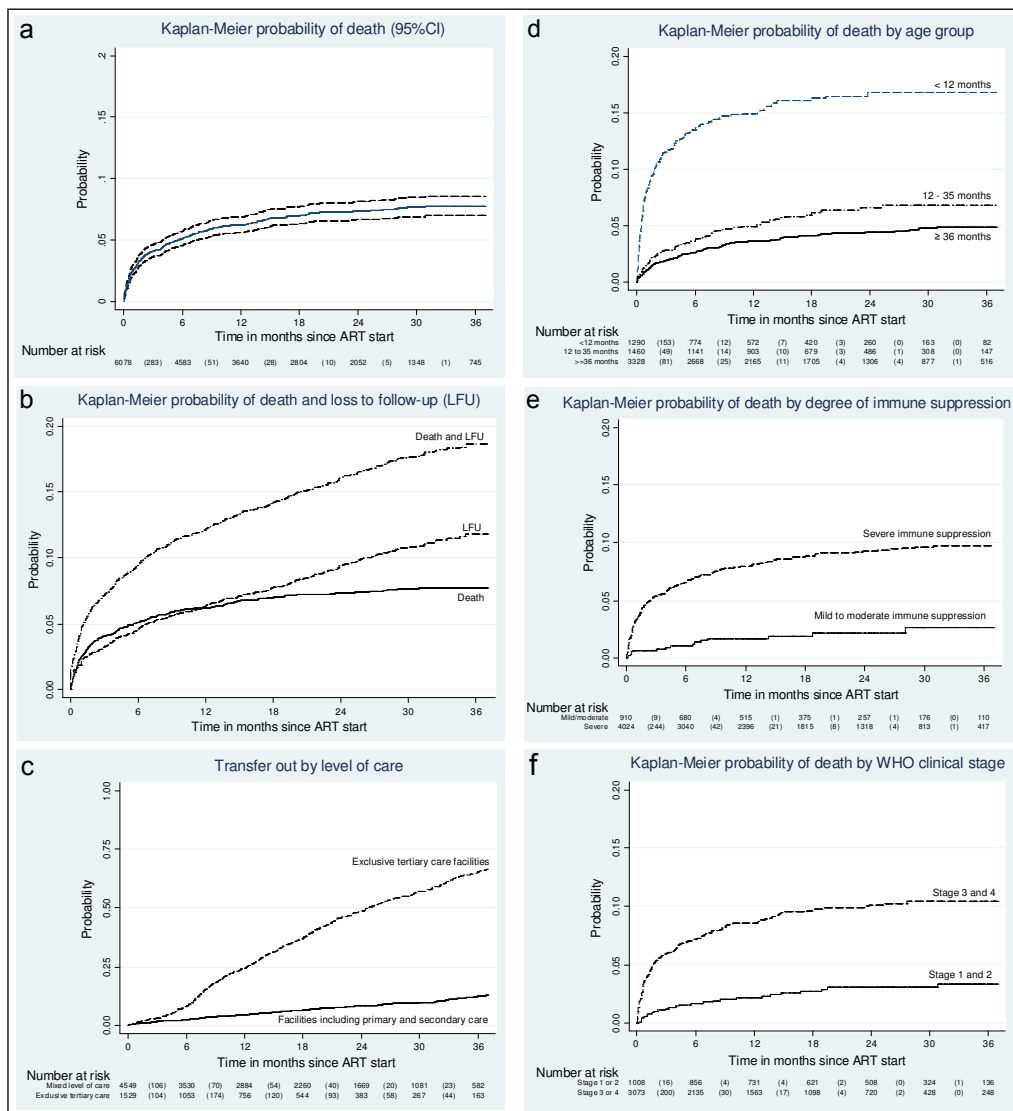 a
Kaplan-Meier probability of death (95%CI)
.2
.15
.1
.05
0
Probability
0 6 12 18 24 30 36
Time in months since ART start
Number at risk
6078 (283) 4583 (51) 3640 (28) 2804 (10) 2052 (5) 1348 (1) 745
b
Kaplan-Meier probability of death and loss to follow-up (LFU)
0.20
0.15
0.10
0.05
0.00
Probability
Death and LFU
LFU
Death
0 6 12 18 24 30 36
Time in months since ART start
c
Transfer out by level of care
1.00
0.75
0.50
0.25
0.00
Probability
Exclusive tertiary care facilities
Facilities including primary and secondary care
0 6 12 18 24 30 36
Time in months since ART start
Number at risk
Mixed level of care 4549 (106) 3530 (70) 2884 (54) 2260 (40) 1669 (20) 1081 (23) 582
Exclusive tertiary care 1529 (104) 1053 (174) 756 (120) 544 (93) 383 (58) 267 (44) 163
d
Kaplan-Meier probability of death by age group
0.20
0.15
0.10
0.05
0.00
Probability
< 12 months
12 - 35 months
≥ 36 months
0 6 12 18 24 30 36
Time in months since ART start
Number at risk
<12 months 1290 (153) 774 (12) 572 (7) 420 (3) 260 (0) 163 (0) 82
12 to 35 months 1460 (49) 1141 (14) 903 (10) 679 (3) 486 (1) 308 (0) 147
>=36 months 3328 (81) 2668 (25) 2165 (11) 1705 (4) 1306 (4) 877 (1) 516
e
Kaplan-Meier probability of death by degree of immune suppression
0.20
0.15
0.10
0.05
0.00
Probability
Severe immune suppression
Mild to moderate immune suppression
0 6 12 18 24 30 36
Time in months since ART start
Number at risk
Mild/moderate 910 (9) 680 (4) 515 (1) 375 (1) 257 (1) 176 (0) 110
Severe 4024 (244) 3040 (42) 2396 (21) 1815 (8) 1318 (4) 813 (1) 417
f
Kaplan-Meier probability of death by WHO clinical stage
0.20
0.15
0.10
0.05
0.00
Probability
Stage 3 and 4
Stage 1 and 2
0 6 12 18 24 30 36
Time in months since ART start
Number at risk
Stage 1 or 2 1008 (16) 856 (4) 731 (4) 621 (2) 508 (0) 324 (1) 136
Stage 3 or 4 3073 (200) 2135 (30) 1563 (17) 1098 (4) 720 (2) 428 (0) 248